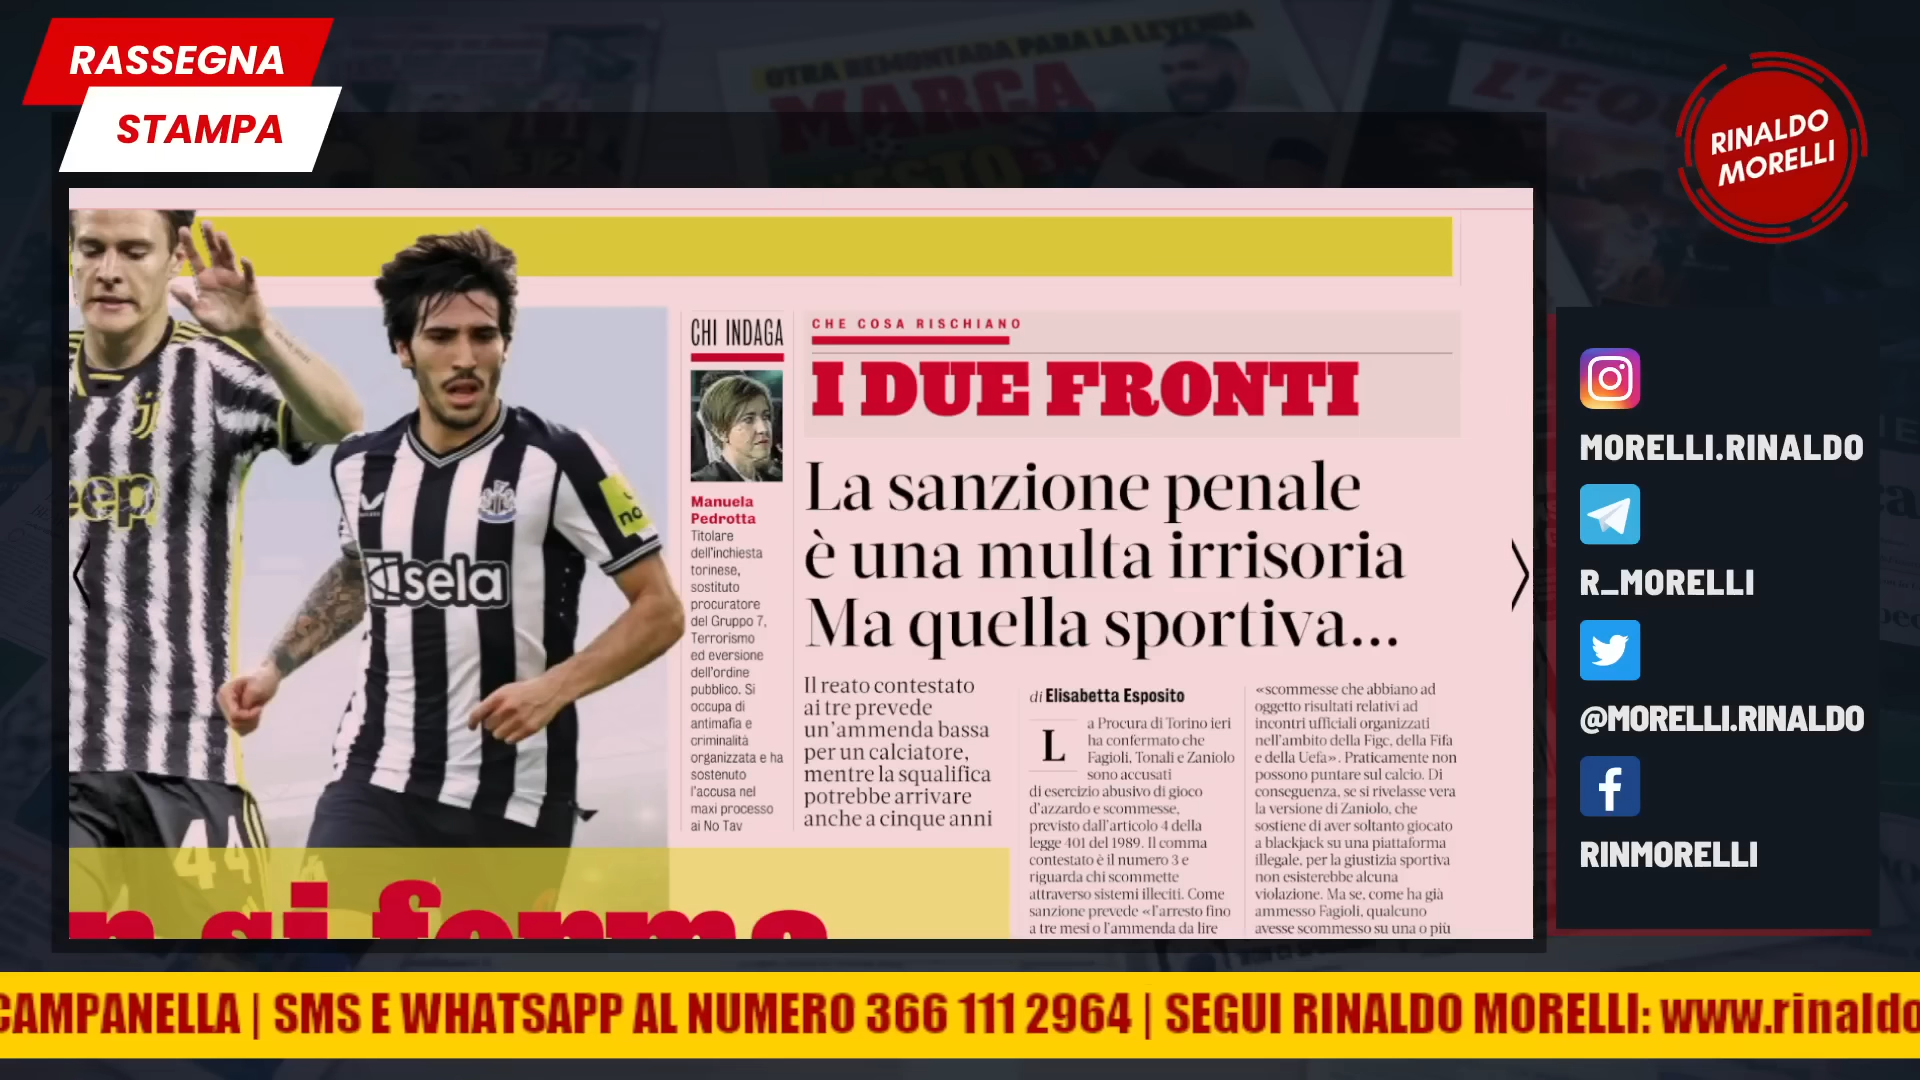 RASSEGNA
STAMPA
RINALDO
MORELLI
OTRA REMONTADA PARA LA LEYENDA
MARCA
CHI INDAGA
Manuela
Pedrotta
Titolare
dell'inchiesta
torinese,
sostituto
procuratore
del Gruppo 7,
Terrorismo
ed eversione
dell'ordine
pubblico. Si
occupa di
antimafia e
criminalità
organizzata e ha
sostenuto
l'accusa nel
maxi processo
ai No Tav
CHE COSA RISCHIANO
I DUE FRONTI
La sanzione penale
è una multa irrisoria
Ma quella sportiva...
Il reato contestato
ai tre prevede
un'ammenda bassa
per un calciatore,
mentre la squalifica
potrebbe arrivare
anche a cinque anni
di Elisabetta Esposito
La Procura di Torino ieri
ha confermato che
Fagioli, Tonali e Zaniolo
sono accusati
di esercizio abusivo di gioco
d'azzardo e scommesse,
previsto dall'articolo 4 della
legge 401 del 1989. Il comma
contestato è il numero 3 e
riguarda chi scommette
attraverso sistemi illeciti. Come
sanzione prevede «l'arresto fino
a tre mesi o l'ammenda da lire
«scommesse che abbiano ad
oggetto risultati relativi ad
incontri ufficiali organizzati
nell'ambito della Figc, della Fifa
e della Uefa». Praticamente non
possono puntare sul calcio. Di
conseguenza, se si rivelasse vera
la versione di Zaniolo, che
sostiene di aver soltanto giocato
a blackjack su una piattaforma
illegale, per la giustizia sportiva
non esisterebbe alcuna
violazione. Ma se, come ha già
ammesso Fagioli, qualcuno
avesse scommesso su una o più
eep
44
sela
no
MORELLI.RINALDO
R_MORELLI
@MORELLI.RINALDO
RINMORELLI
CAMPANELLA | SMS E WHATSAPP AL NUMERO 366 111 2964 | SEGUI RINALDO MORELLI: www.rinaldo